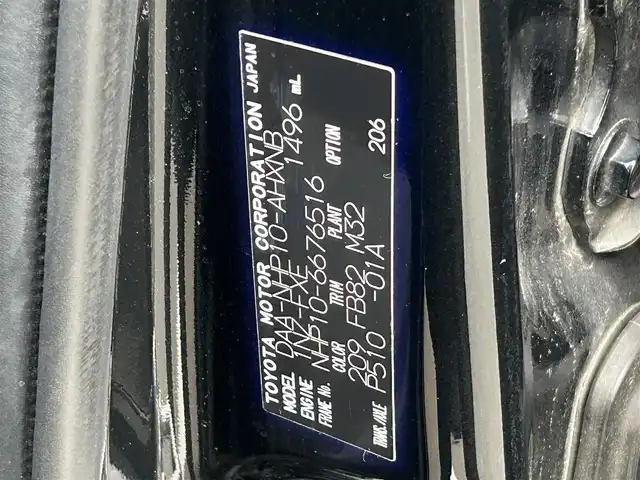 TOYOTA MOTOR CORPORATION JAPAN
MODEL DAA-NHP10-AHXNB
ENGINE 1NZ-FXE 1496 mL
FRAME No. NHP10-6676516
COLOR TRIM PLANT OPTION
209 FB82 M32 206
TRANS./AXLE P510 -01A